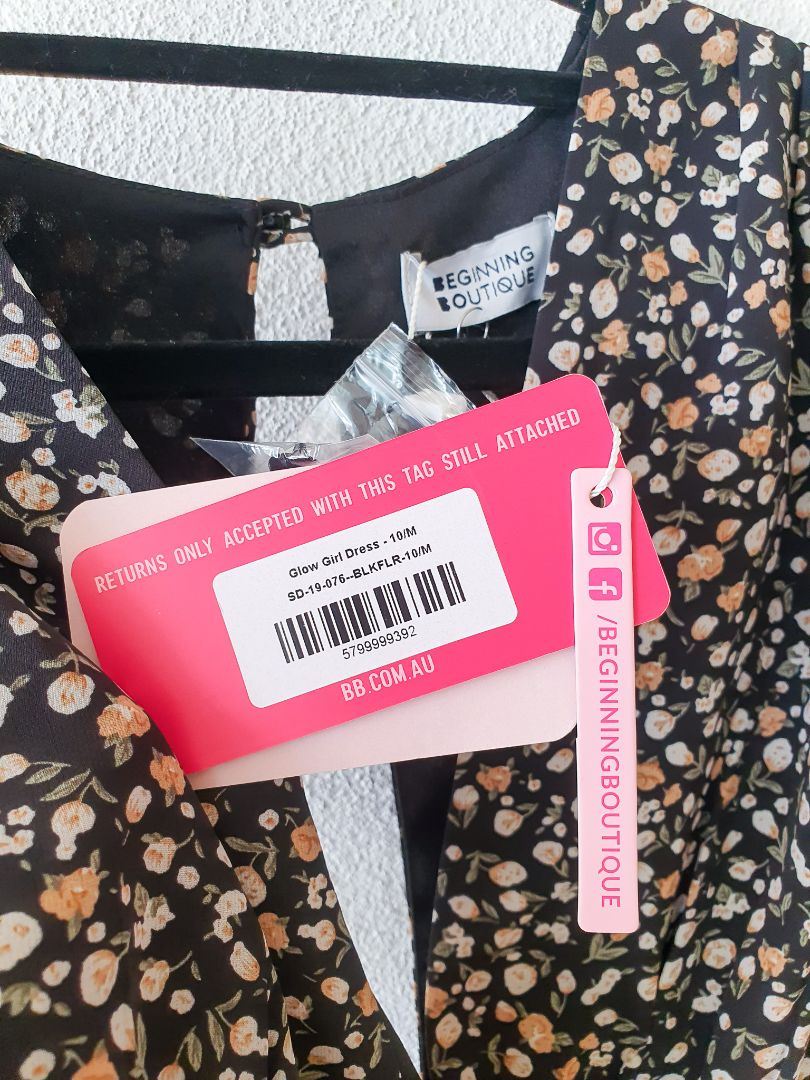 BEGINNING
BOUTIQUE
RETURNS ONLY ACCEPTED WITH THIS TAG STILL ATTACHED
Glow Girl Dress - 10/M
SD-19-076--BLKFLR-10/M
5799999392
BB.COM.AU
/BEGINNINGBOUTIQUE